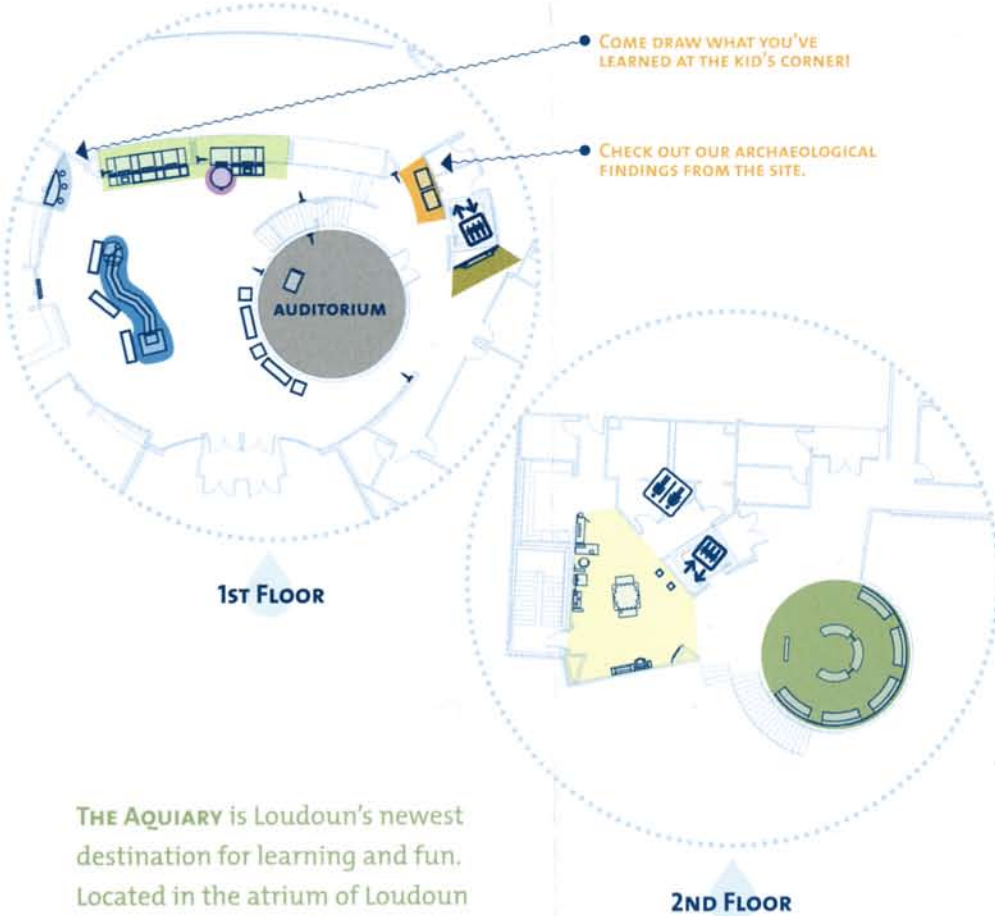 COME DRAW WHAT YOU'VE
LEARNED AT THE KID'S CORNER!
CHECK OUT OUR ARCHAEOLOGICAL
FINDINGS FROM THE SITE.
AUDITORIUM
1ST FLOOR
THE AQUIARY is Loudoun's newest
destination for learning and fun.
Located in the atrium of Loudoun
2ND FLOOR